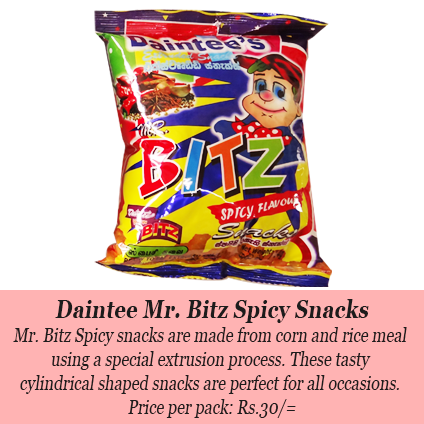 Daintee's
Mr.
BITZ
SPICY FLAVOUR
Snacks
BITZ
Daintee Mr. Bitz Spicy Snacks
Mr. Bitz Spicy snacks are made from corn and rice meal
using a special extrusion process. These tasty
cylindrical shaped snacks are perfect for all occasions.
Price per pack: Rs.30/=